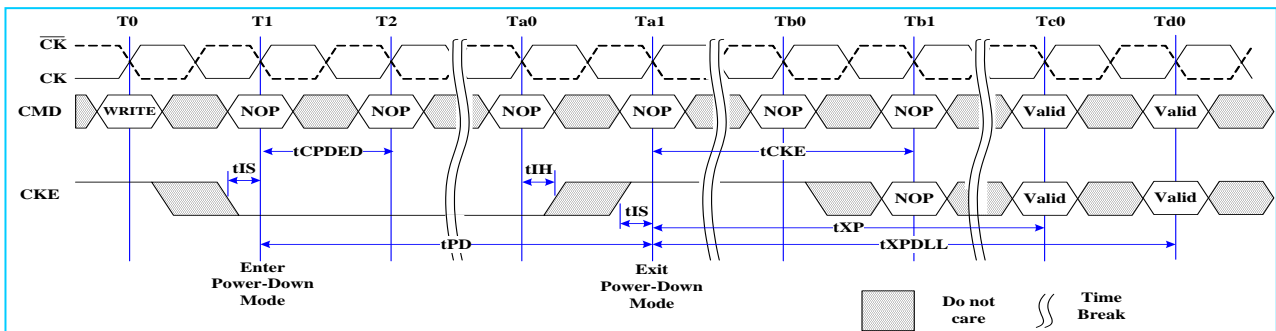 T0 T1 T2 Ta0 Ta1 Tb0 Tb1 Tc0 Td0
CK
CK
CMD WRITE NOP NOP NOP NOP NOP NOP Valid Valid
tCPDED tCKE
tIS tIH
CKE NOP Valid Valid
tIS
tXP
tPD tXPDLL
Enter
Power-Down
Mode
Exit
Power-Down
Mode
Do not
care
Time
Break